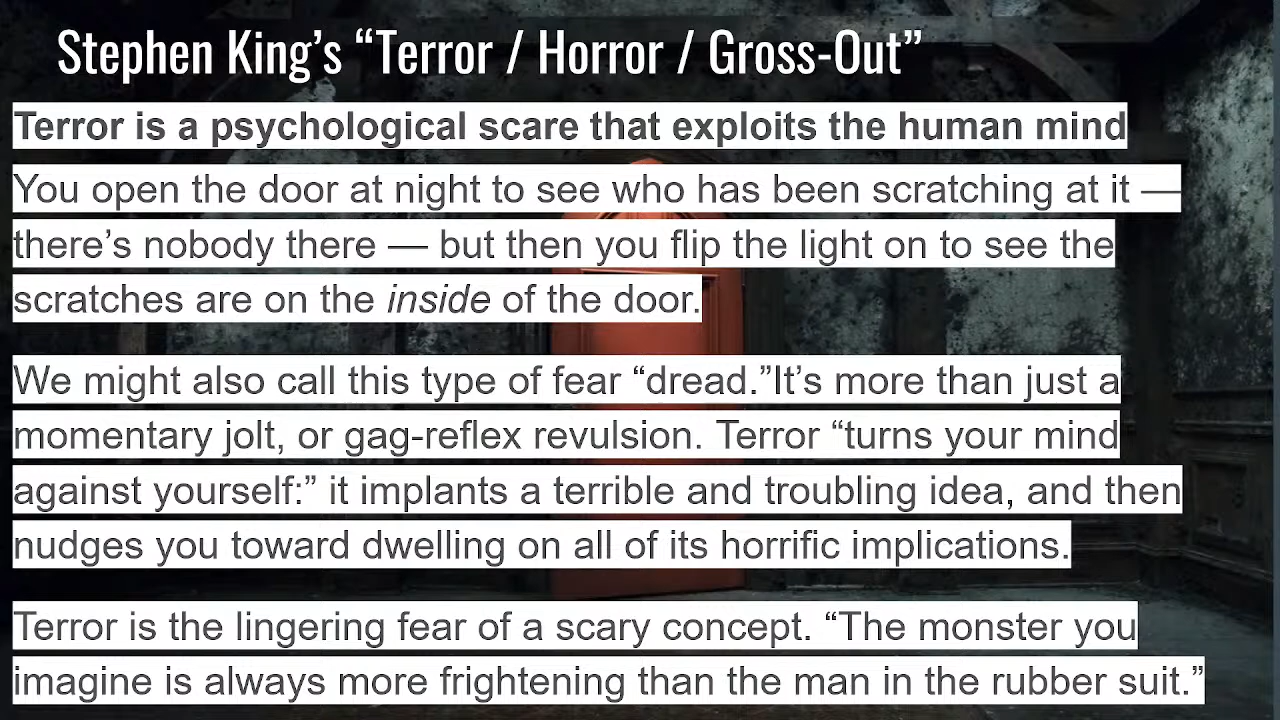 Stephen King’s “Terror / Horror / Gross-Out”
Terror is a psychological scare that exploits the human mind
You open the door at night to see who has been scratching at it —
there’s nobody there — but then you flip the light on to see the
scratches are on the inside of the door.
We might also call this type of fear “dread.”It’s more than just a
momentary jolt, or gag-reflex revulsion. Terror “turns your mind
against yourself:” it implants a terrible and troubling idea, and then
nudges you toward dwelling on all of its horrific implications.
Terror is the lingering fear of a scary concept. “The monster you
imagine is always more frightening than the man in the rubber suit.”